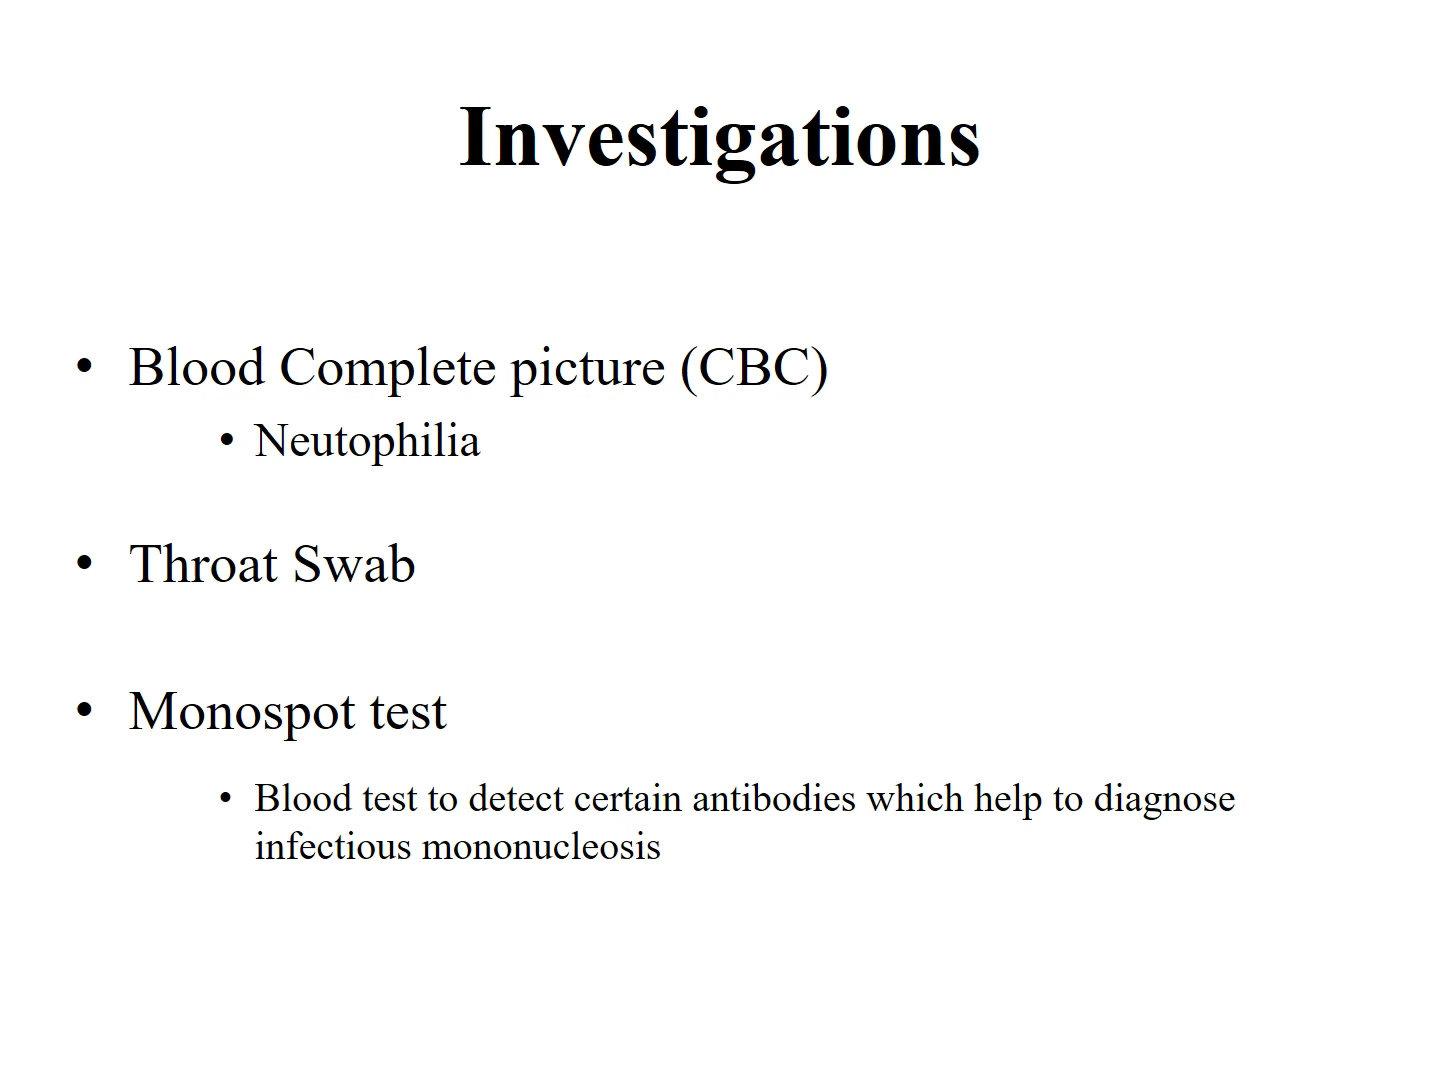 Investigations
• Blood Complete picture (CBC)
• Neutophilia
• Throat Swab
• Monospot test
• Blood test to detect certain antibodies which help to diagnose
infectious mononucleosis